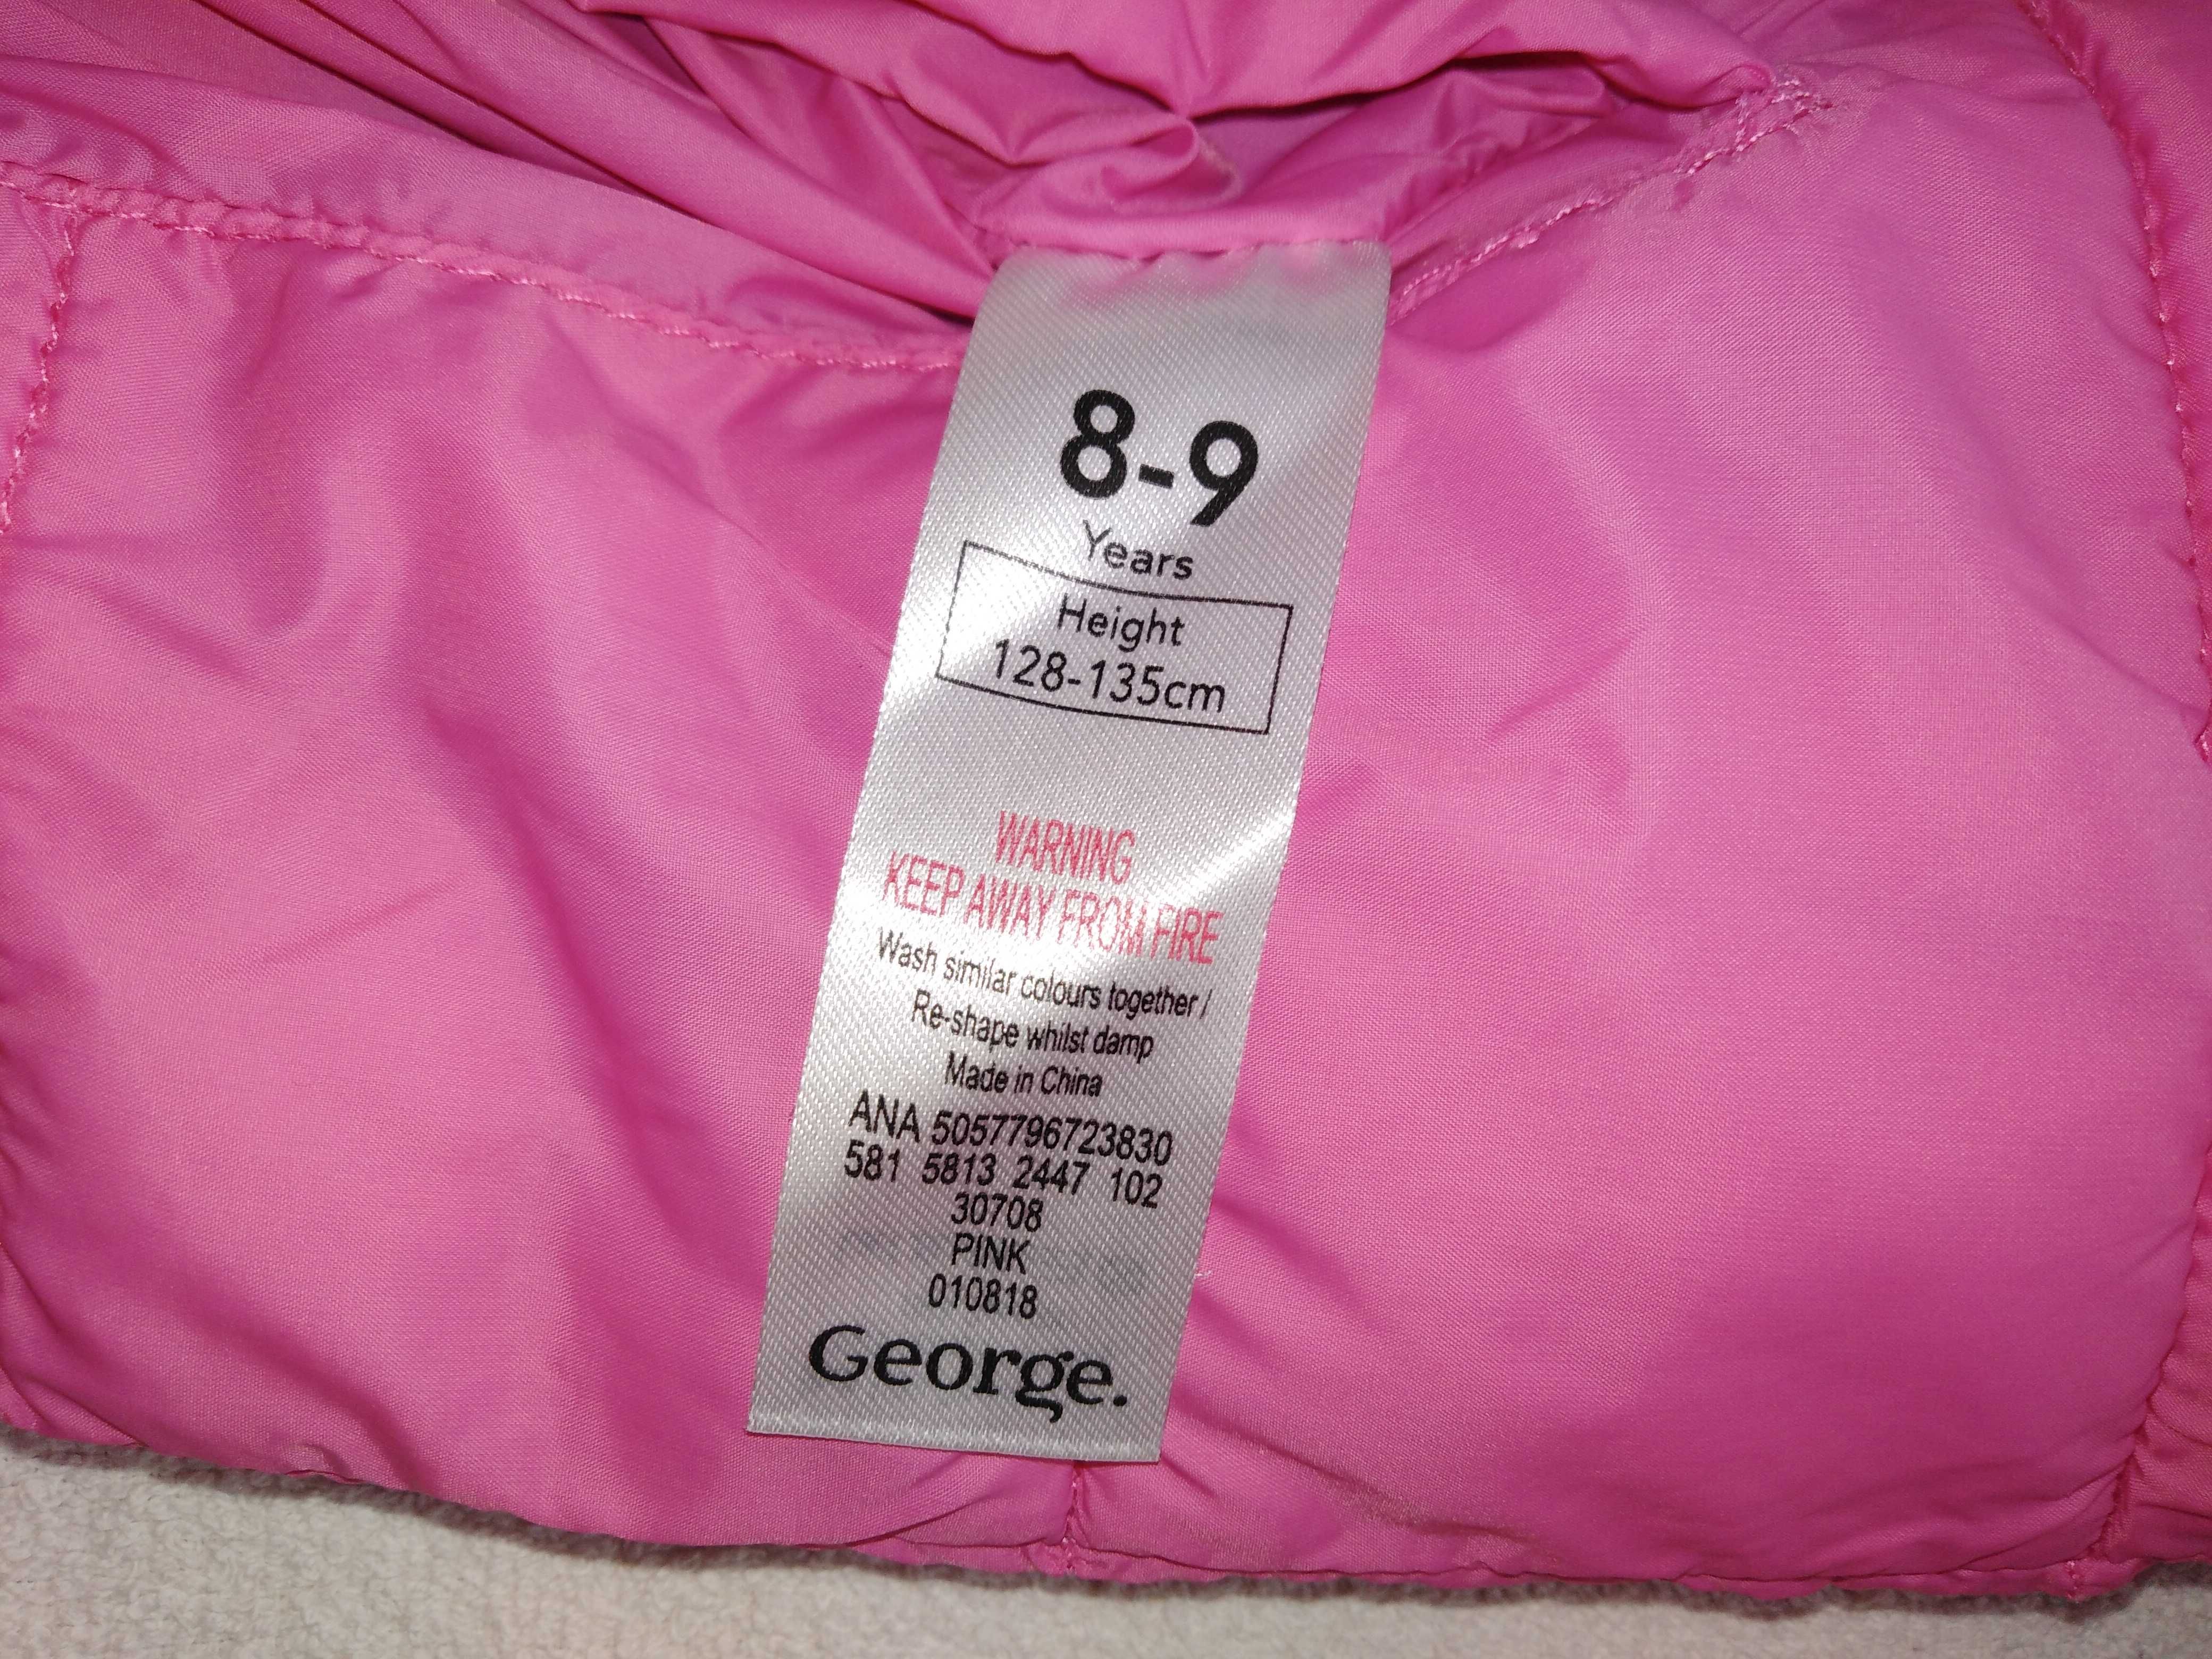 8-9
Years
Height
128-135cm
WARNING
KEEP AWAY FROM FIRE
Wash similar colours together /
Re-shape whilst damp
Made in China
ANA 5057796723830
581 5813 2447 102
30708
PINK
010818
George.